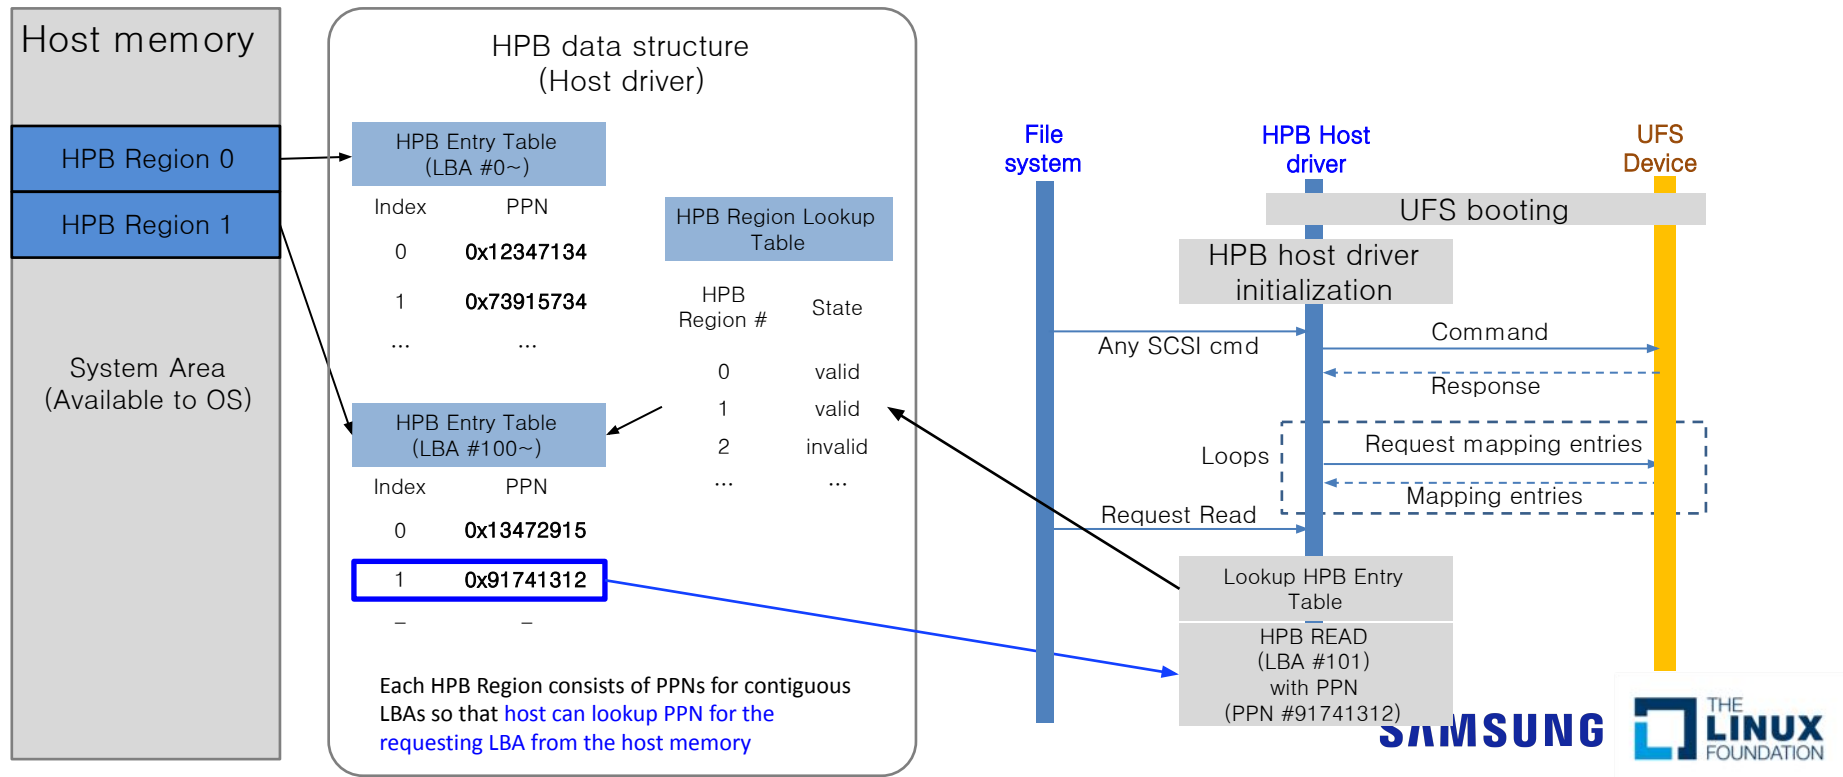 Host memory
HPB Region 0
HPB Region 1
System Area
(Available to OS)
HPB data structure
(Host driver)
HPB Entry Table
(LBA #0~)
Index PPN
0 0x12347134
1 0x73915734
... ...
HPB Entry Table
(LBA #100~)
Index PPN
0 0x13472915
1 0x91741312
– –
HPB Region Lookup
Table
HPB
Region # State
0 valid
1 valid
2 invalid
... ...
Each HPB Region consists of PPNs for contiguous
LBAs so that host can lookup PPN for the
requesting LBA from the host memory
File
system
HPB Host
driver
UFS
Device
UFS booting
HPB host driver
initialization
Any SCSI cmd
Command
Response
Loops
Request mapping entries
Mapping entries
Request Read
Lookup HPB Entry
Table
HPB READ
(LBA #101)
with PPN
(PPN #91741312)
SAMSUNG
THE
LINUX
FOUNDATION